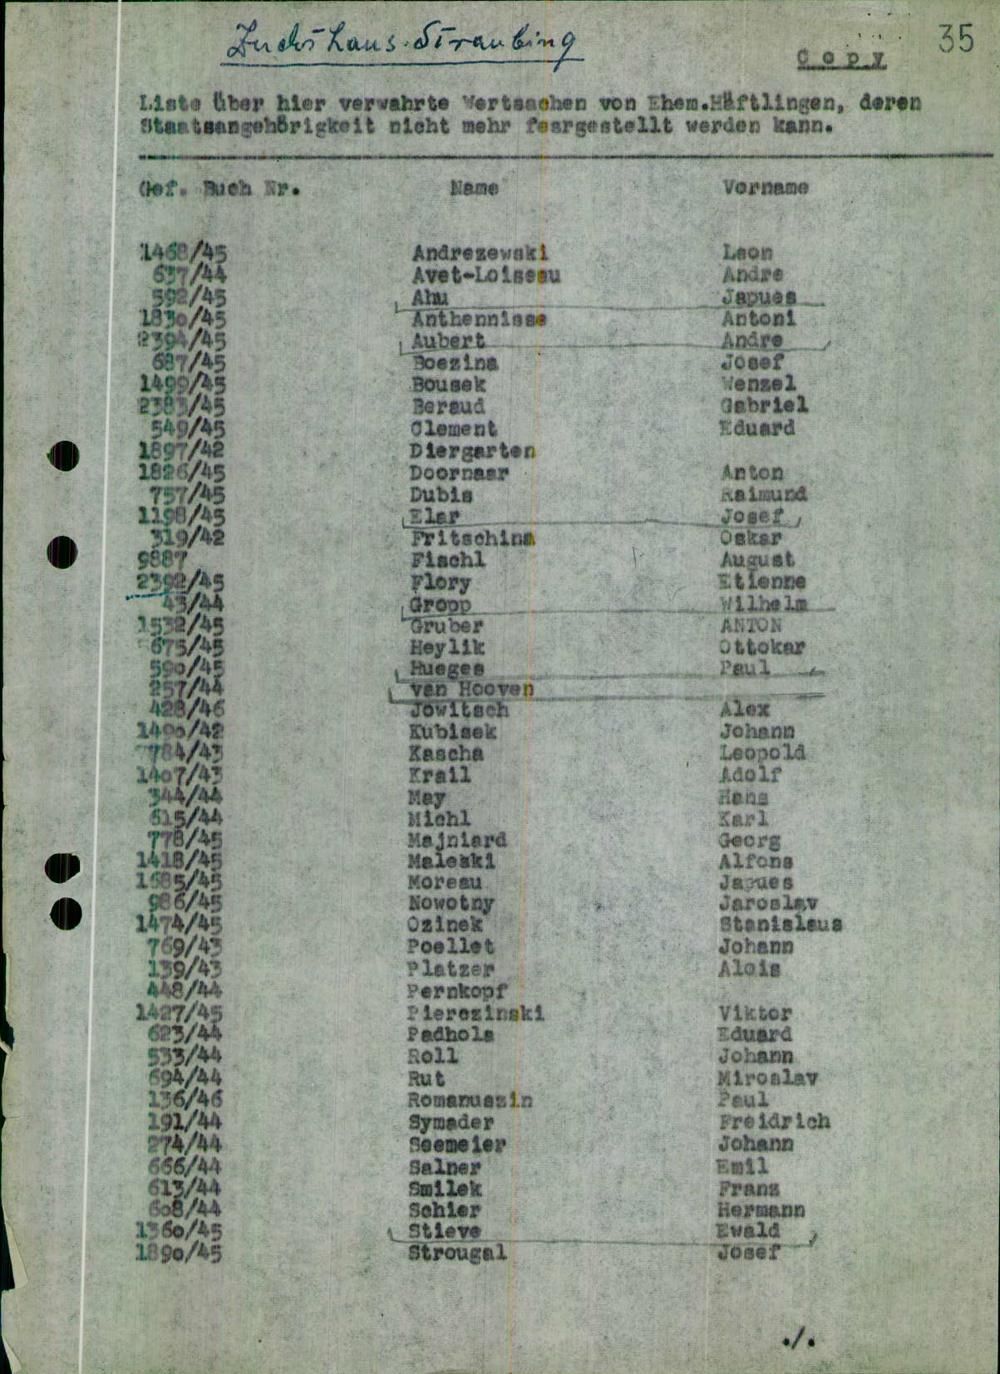 Zuchthaus Straubing
Copy
35
Liste über hier verwahrte Wertsachen von Ehem.Häftlingen, deren
Staatsangehörigkeit nicht mehr fesrgestellt werden kann.
Gef. Buch Nr. Name Vorname
1468/45 Andrezewski Leon
637/44 Avet-Loiseau Andre
592/45 Ahu Japues
1830/45 Anthennisse Antoni
2394/45 Aubert Andre
687/45 Boezina Josef
1499/45 Bousek Wenzel
2383/45 Beraud Gabriel
549/45 Clement Eduard
1897/42 Diergarten
1826/45 Doornaar Anton
757/45 Dubis Raimund
1198/45 Elar Josef
319/42 Fritschina Oskar
9887 Fischl August
2392/45 Flory Etienne
43/44 Gropp Wilhelm
1532/45 Gruber ANTON
675/45 Heylik Ottokar
590/45 Hueges Paul
257/44 van Hooven
428/46 Jowitsch Alex
1490/42 Kubisek Johann
784/43 Kascha Leopold
1407/43 Krail Adolf
344/44 May Hans
615/44 Michl Karl
778/45 Majniard Georg
1418/45 Maleski Alfons
1685/45 Moreau Japues
986/45 Nowotny Jaroslav
1474/45 Ozinek Stanislaus
769/43 Poellet Johann
139/43 Platzer Alois
448/44 Pernkopf
1427/45 Pierezinski Viktor
623/44 Padhola Eduard
533/44 Roll Johann
694/44 Rut Miroslav
136/46 Romanuszin Paul
191/44 Symader Freidrich
274/44 Seemeier Johann
666/44 Salner Emil
613/44 Smilek Franz
608/44 Schier Hermann
1360/45 Stieve Ewald
1890/45 Strougal Josef
./.